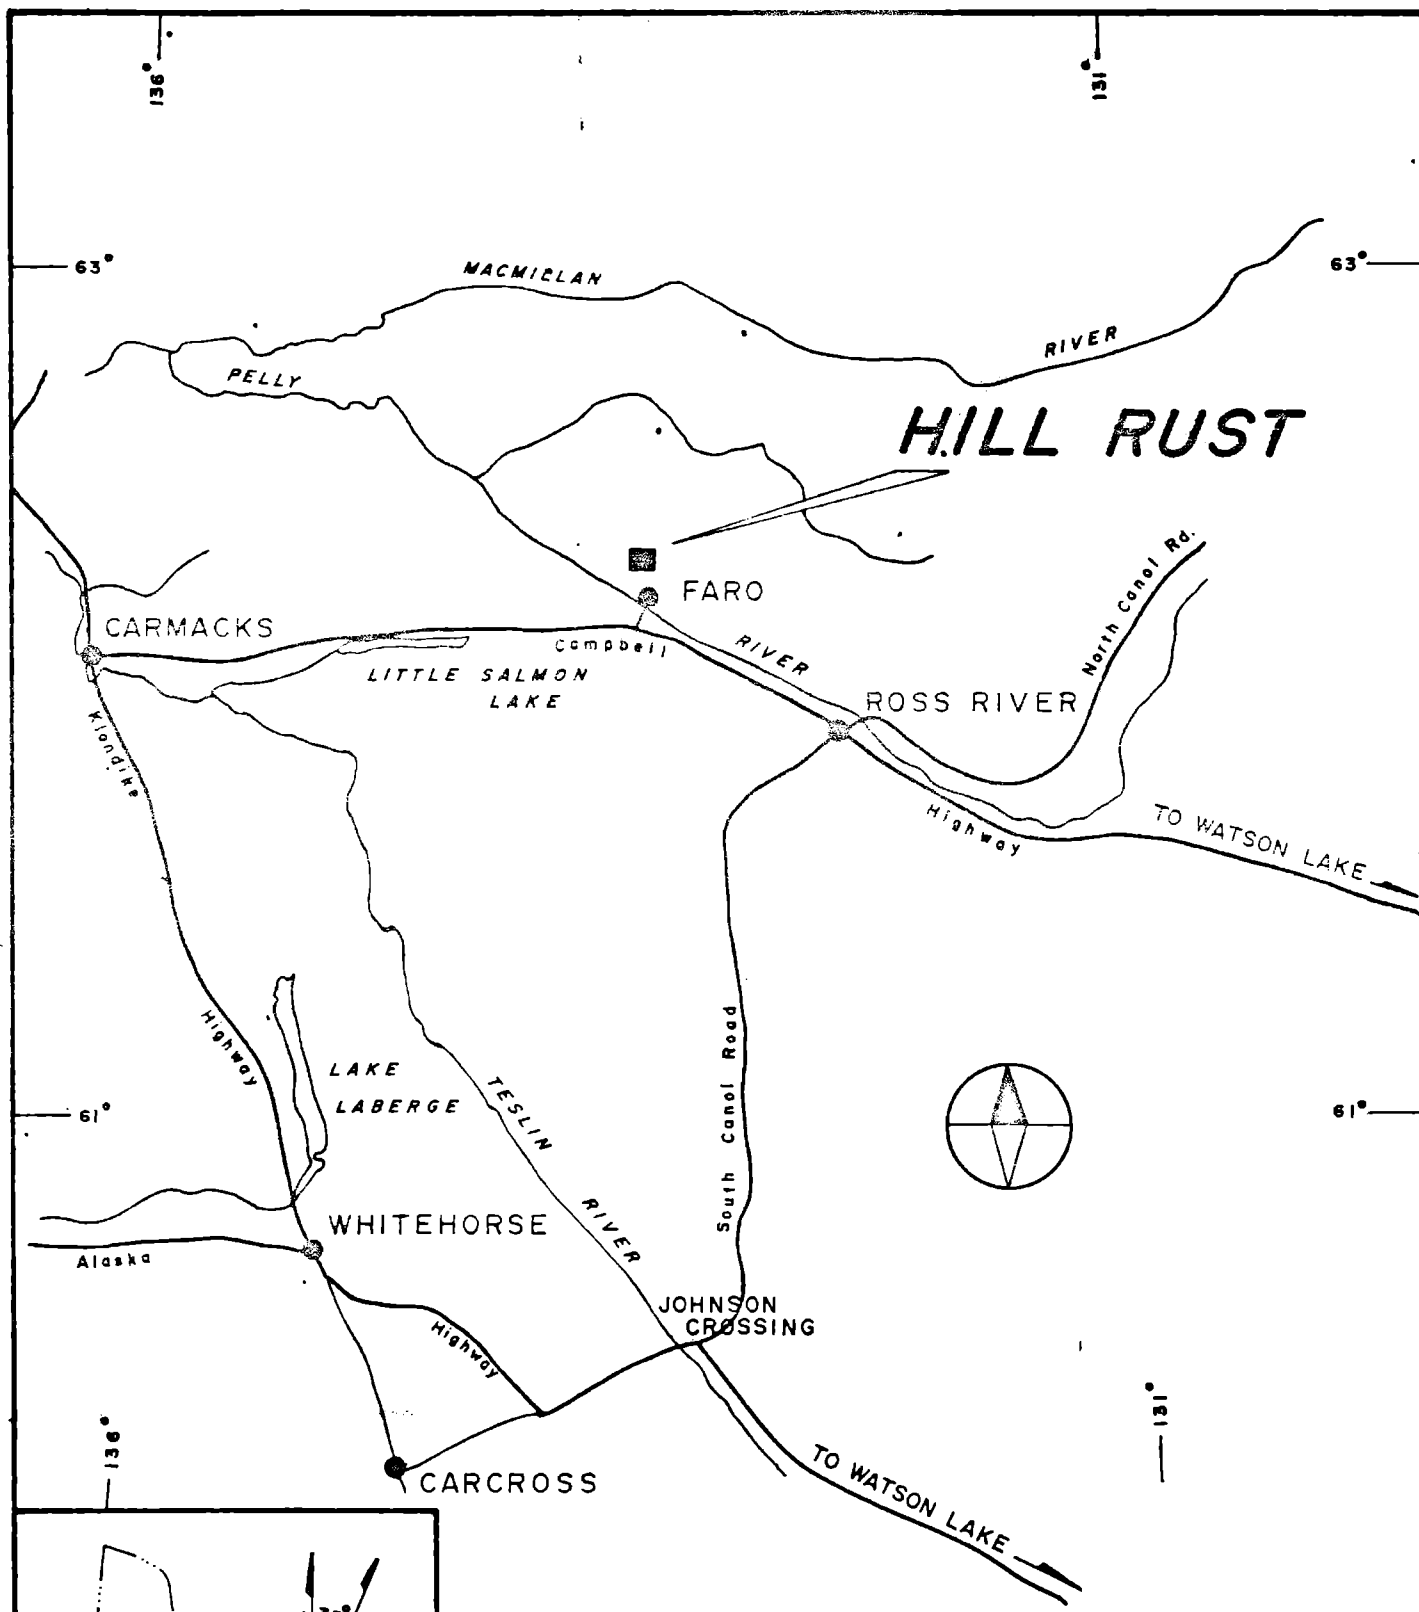 136°
131°
63°
63°
MACMILLAN
RIVER
PELLY
HILL RUST
North Canol Rd.
FARO
CARMACKS
Campbell
RIVER
LITTLE SALMON
LAKE
ROSS RIVER
Klondike
Highway
TO WATSON LAKE
South Canol Road
Highway
LAKE
LABERGE
TESLIN
RIVER
61°
61°
WHITEHORSE
Alaska
JOHNSON
CROSSING
Highway
131°
136°
CARCROSS
TO WATSON LAKE